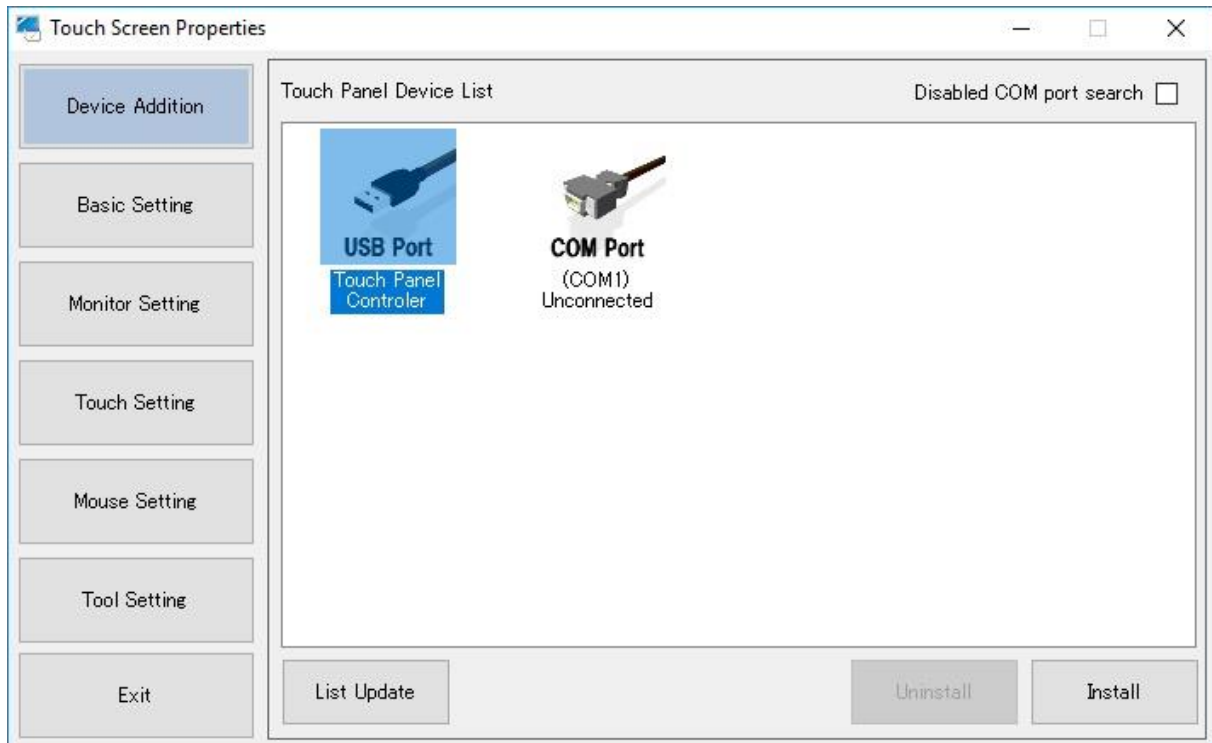 Touch Screen Properties
Device Addition
Basic Setting
Monitor Setting
Touch Setting
Mouse Setting
Tool Setting
Exit
Touch Panel Device List
Disabled COM port search
USB Port
Touch Panel
Controler
COM Port
(COM1)
Unconnected
List Update
Uninstall
Install